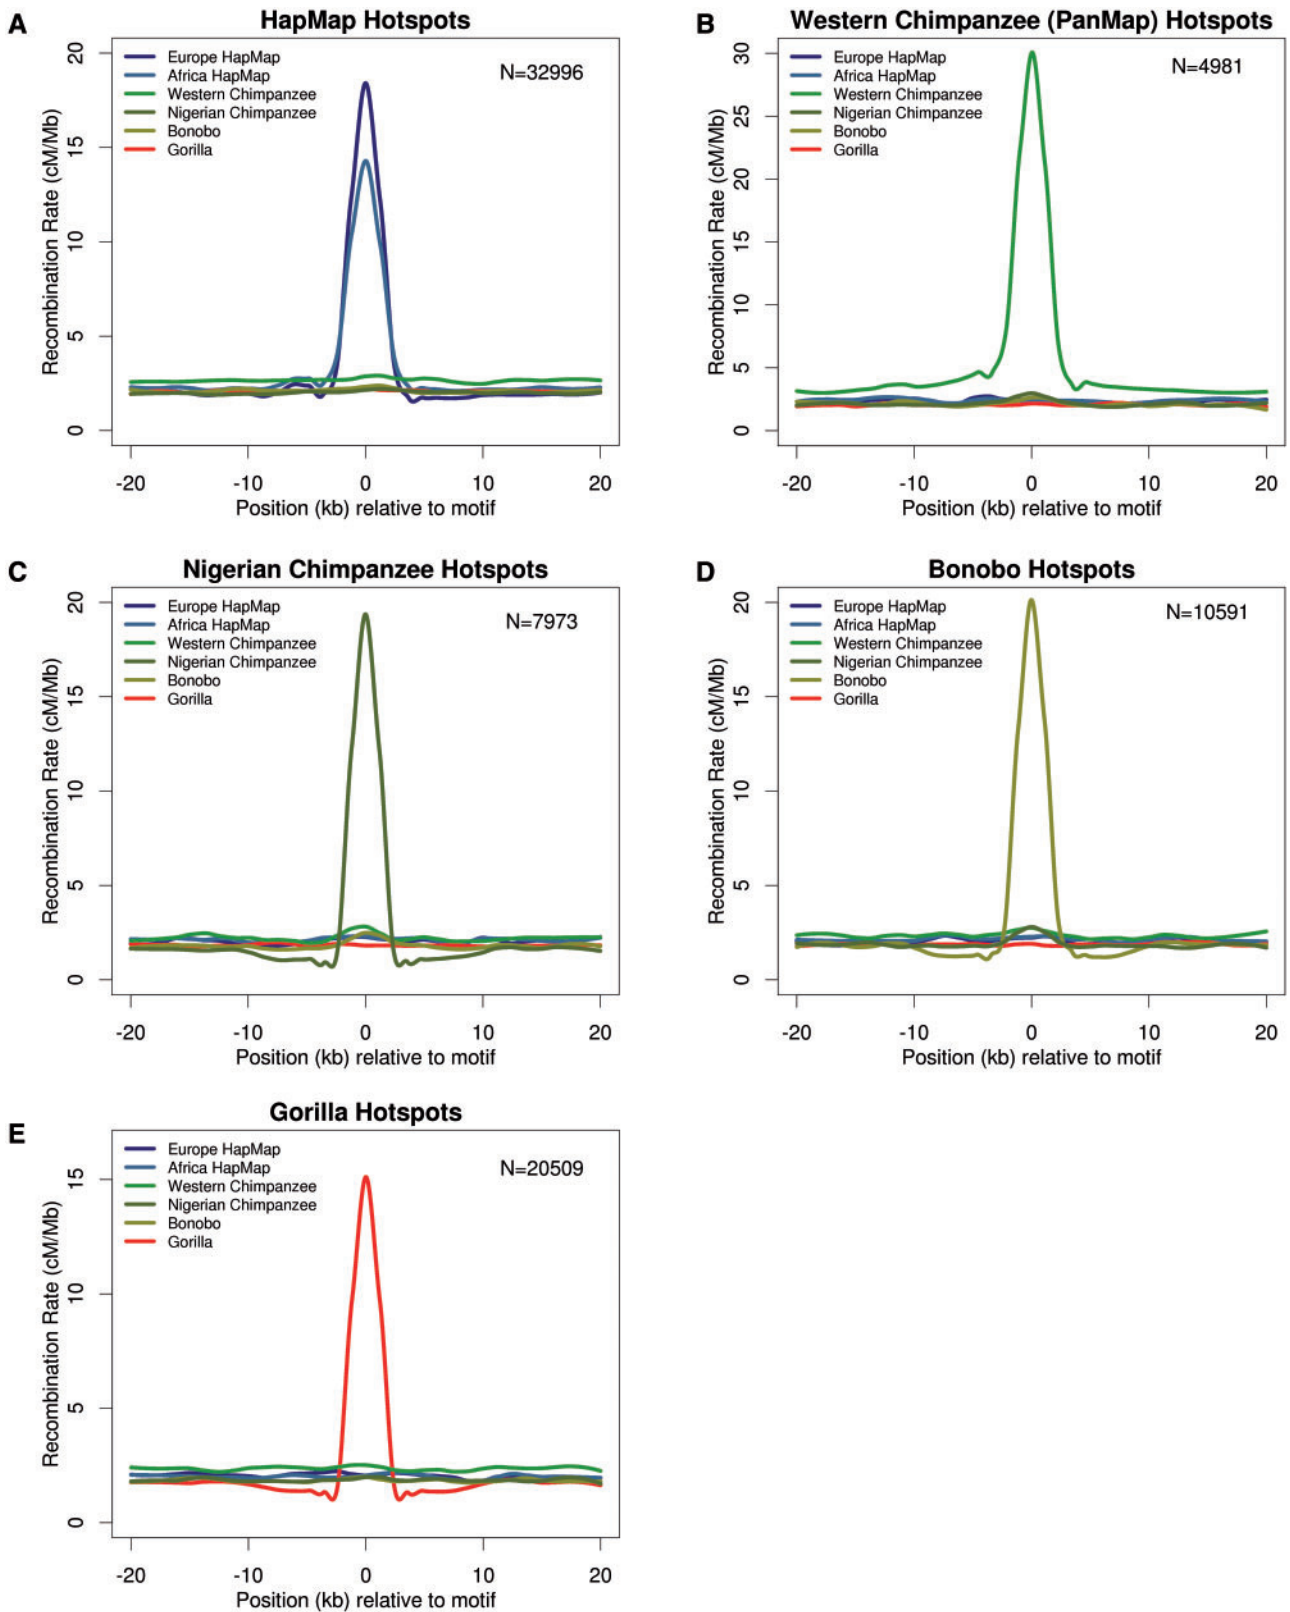 A
HapMap Hotspots
Europe HapMap
Africa HapMap
Western Chimpanzee
Nigerian Chimpanzee
Bonobo
Gorilla
N=32996
Recombination Rate (cM/Mb)
20
15
10
5
0
-20 -10 0 10 20
Position (kb) relative to motif
B
Western Chimpanzee (PanMap) Hotspots
Europe HapMap
Africa HapMap
Western Chimpanzee
Nigerian Chimpanzee
Bonobo
Gorilla
N=4981
Recombination Rate (cM/Mb)
30
25
20
15
10
5
0
-20 -10 0 10 20
Position (kb) relative to motif
C
Nigerian Chimpanzee Hotspots
Europe HapMap
Africa HapMap
Western Chimpanzee
Nigerian Chimpanzee
Bonobo
Gorilla
N=7973
Recombination Rate (cM/Mb)
20
15
10
5
0
-20 -10 0 10 20
Position (kb) relative to motif
D
Bonobo Hotspots
Europe HapMap
Africa HapMap
Western Chimpanzee
Nigerian Chimpanzee
Bonobo
Gorilla
N=10591
Recombination Rate (cM/Mb)
20
15
10
5
0
-20 -10 0 10 20
Position (kb) relative to motif
E
Gorilla Hotspots
Europe HapMap
Africa HapMap
Western Chimpanzee
Nigerian Chimpanzee
Bonobo
Gorilla
N=20509
Recombination Rate (cM/Mb)
15
10
5
0
-20 -10 0 10 20
Position (kb) relative to motif